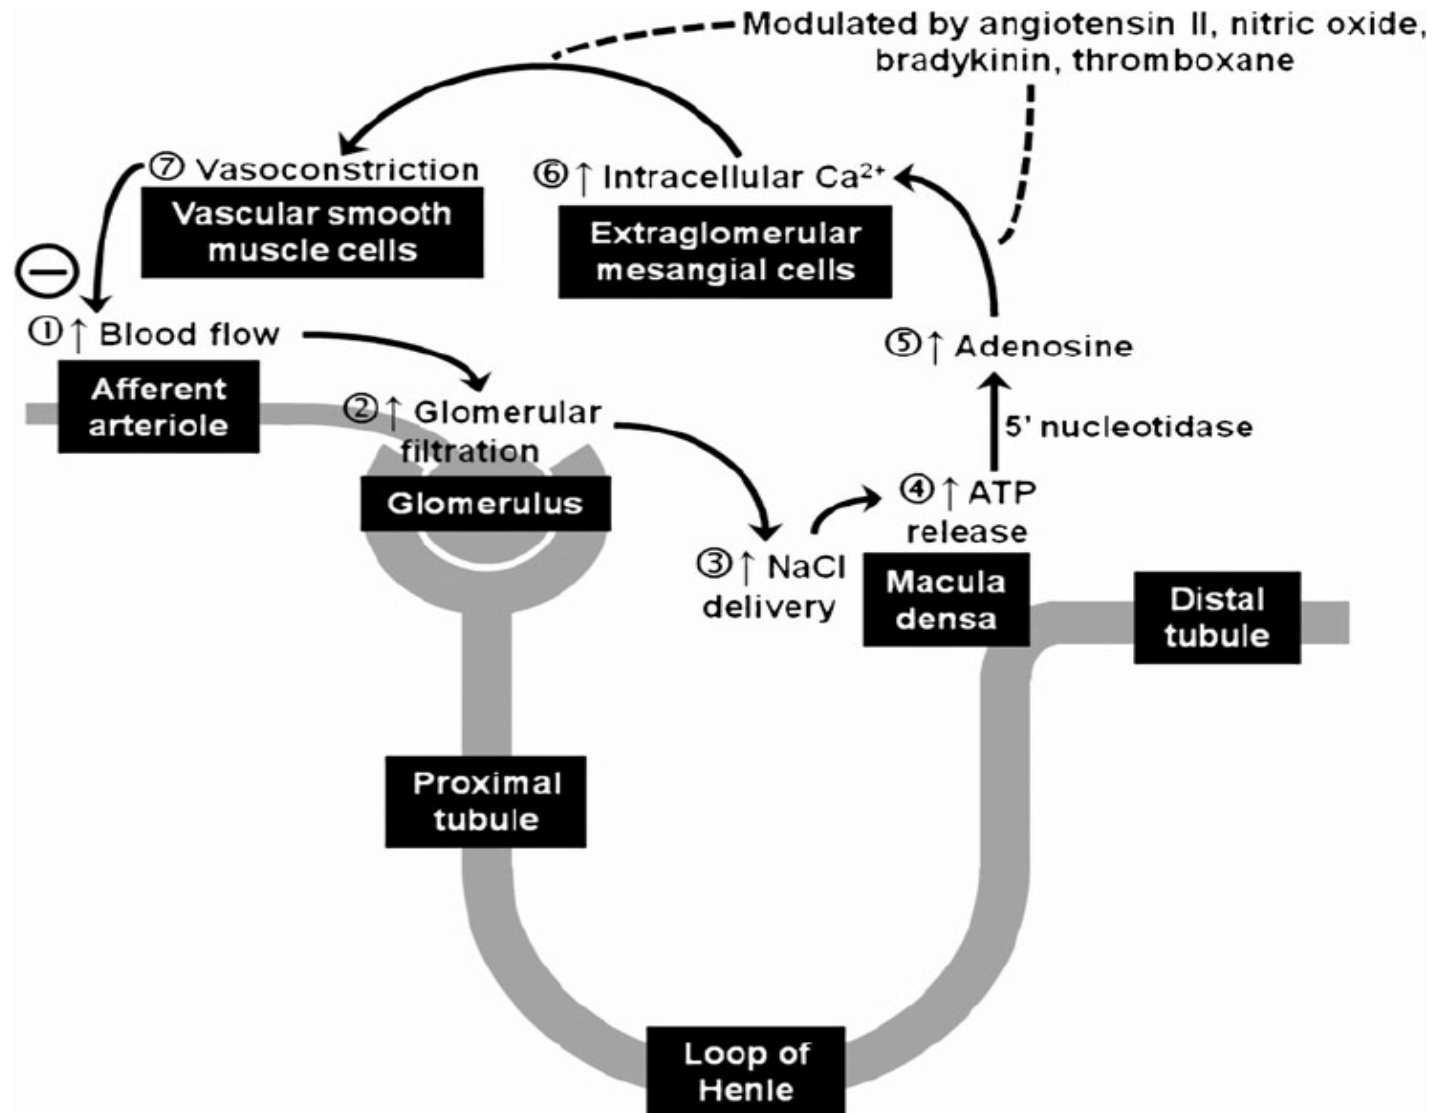 Modulated by angiotensin II, nitric oxide,
bradykinin, thromboxane
⑦ Vasoconstriction
Vascular smooth
muscle cells
⑥ ↑ Intracellular Ca²⁺
Extraglomerular
mesangial cells
① ↑ Blood flow
Afferent
arteriole
② ↑ Glomerular
filtration
Glomerulus
⑤ ↑ Adenosine
5' nucleotidase
④ ↑ ATP
release
③ ↑ NaCl
delivery
Macula
densa
Distal
tubule
Proximal
tubule
Loop of
Henle